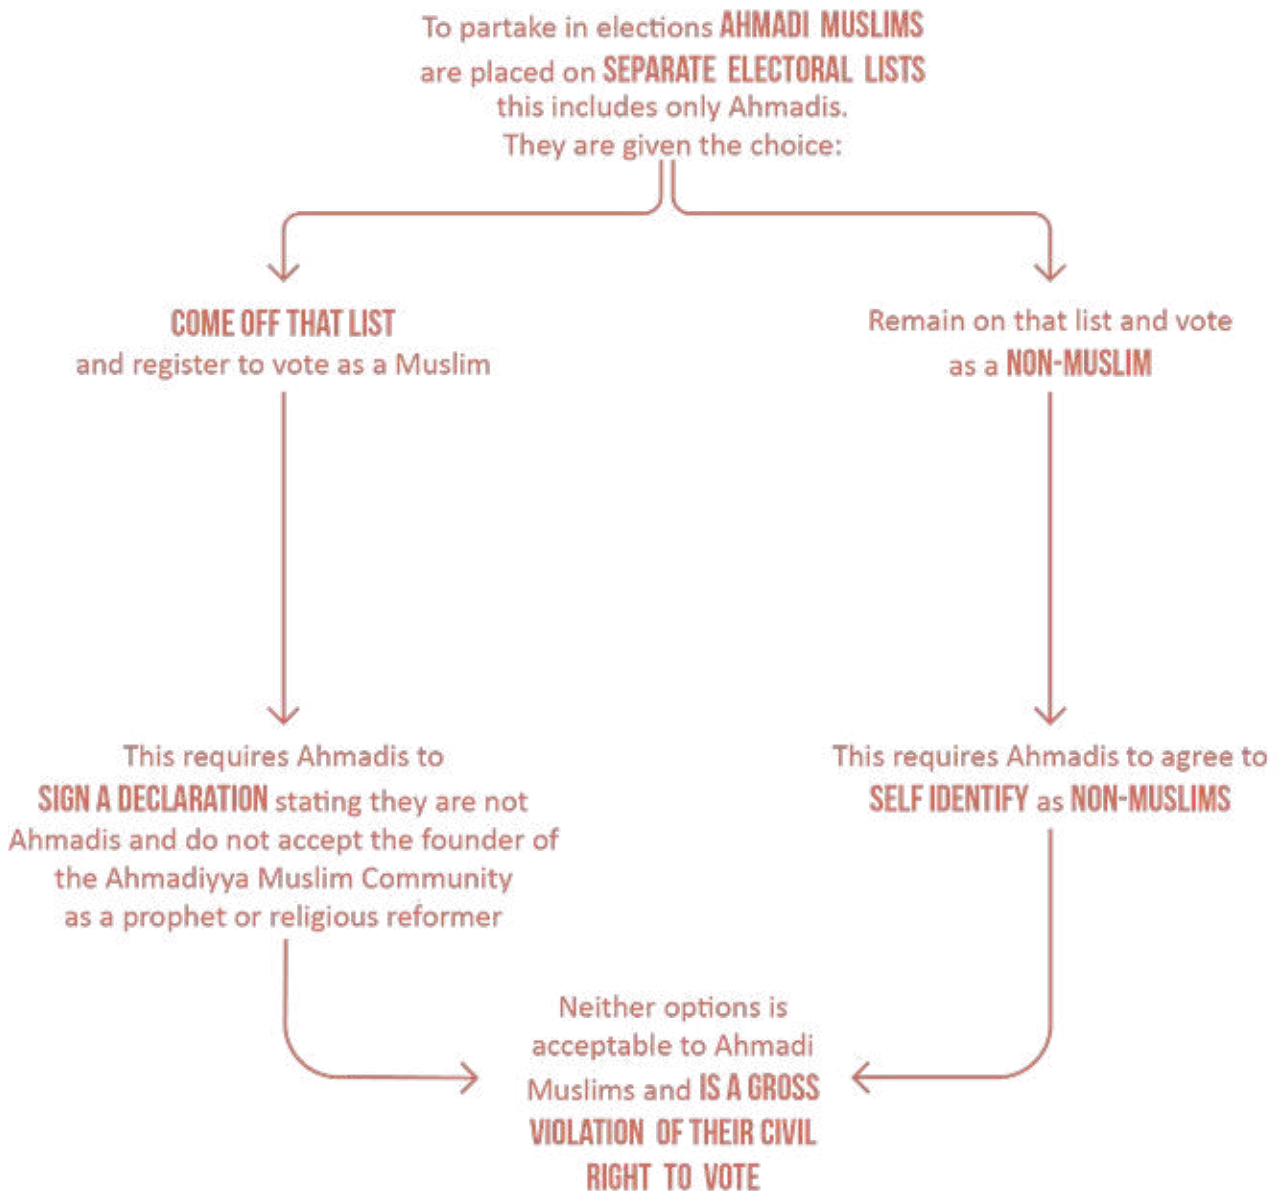 To partake in elections AHMADI MUSLIMS
are placed on SEPARATE ELECTORAL LISTS
this includes only Ahmadis.
They are given the choice:
COME OFF THAT LIST
and register to vote as a Muslim
Remain on that list and vote
as a NON-MUSLIM
This requires Ahmadis to
SIGN A DECLARATION stating they are not
Ahmadis and do not accept the founder of
the Ahmadiyya Muslim Community
as a prophet or religious reformer
This requires Ahmadis to agree to
SELF IDENTIFY as NON-MUSLIMS
Neither options is
acceptable to Ahmadi
Muslims and IS A GROSS
VIOLATION OF THEIR CIVIL
RIGHT TO VOTE